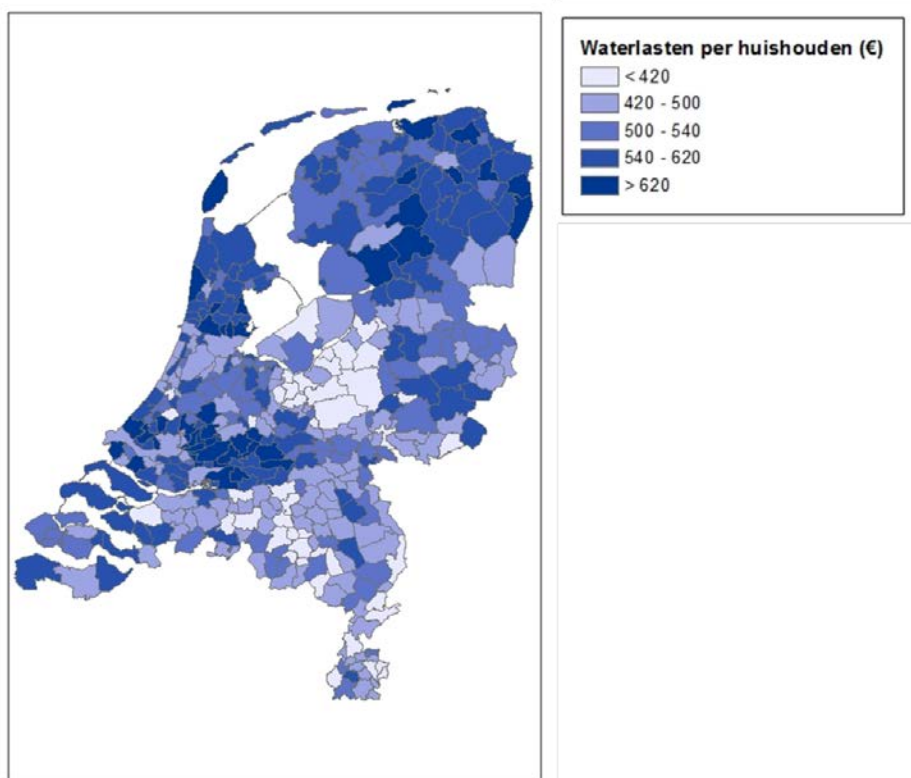 Waterlasten per huishouden (€)
< 420
420 - 500
500 - 540
540 - 620
> 620